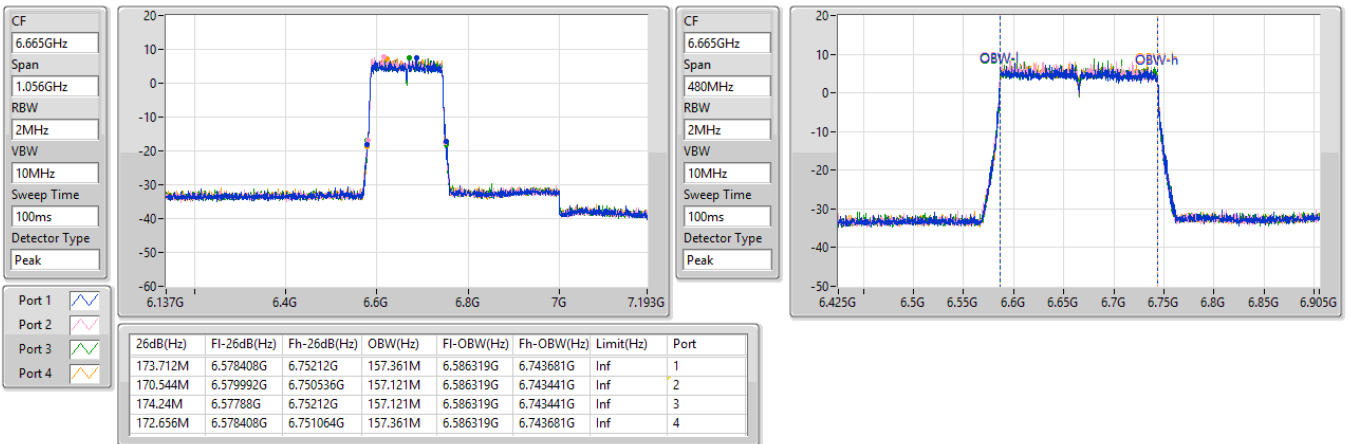 CF
6.665GHz
Span
1.056GHz
RBW
2MHz
VBW
10MHz
Sweep Time
100ms
Detector Type
Peak
20
10
0
-10
-20
-30
-40
-50
-60
6.137G 6.4G 6.6G 6.8G 7G 7.193G
CF
6.665GHz
Span
480MHz
RBW
2MHz
VBW
10MHz
Sweep Time
100ms
Detector Type
Peak
20
10
0
-10
-20
-30
-40
-50
OBW-l OBW-h
6.425G 6.5G 6.55G 6.6G 6.65G 6.7G 6.75G 6.8G 6.85G 6.905G
Port 1
Port 2
Port 3
Port 4
26dB(Hz) Fl-26dB(Hz) Fh-26dB(Hz) OBW(Hz) Fl-OBW(Hz) Fh-OBW(Hz) Limit(Hz) Port
173.712M 6.578408G 6.75212G 157.361M 6.586319G 6.743681G Inf 1
170.544M 6.579992G 6.750536G 157.121M 6.586319G 6.743441G Inf 2
174.24M 6.57788G 6.75212G 157.121M 6.586319G 6.743441G Inf 3
172.656M 6.578408G 6.751064G 157.361M 6.586319G 6.743681G Inf 4